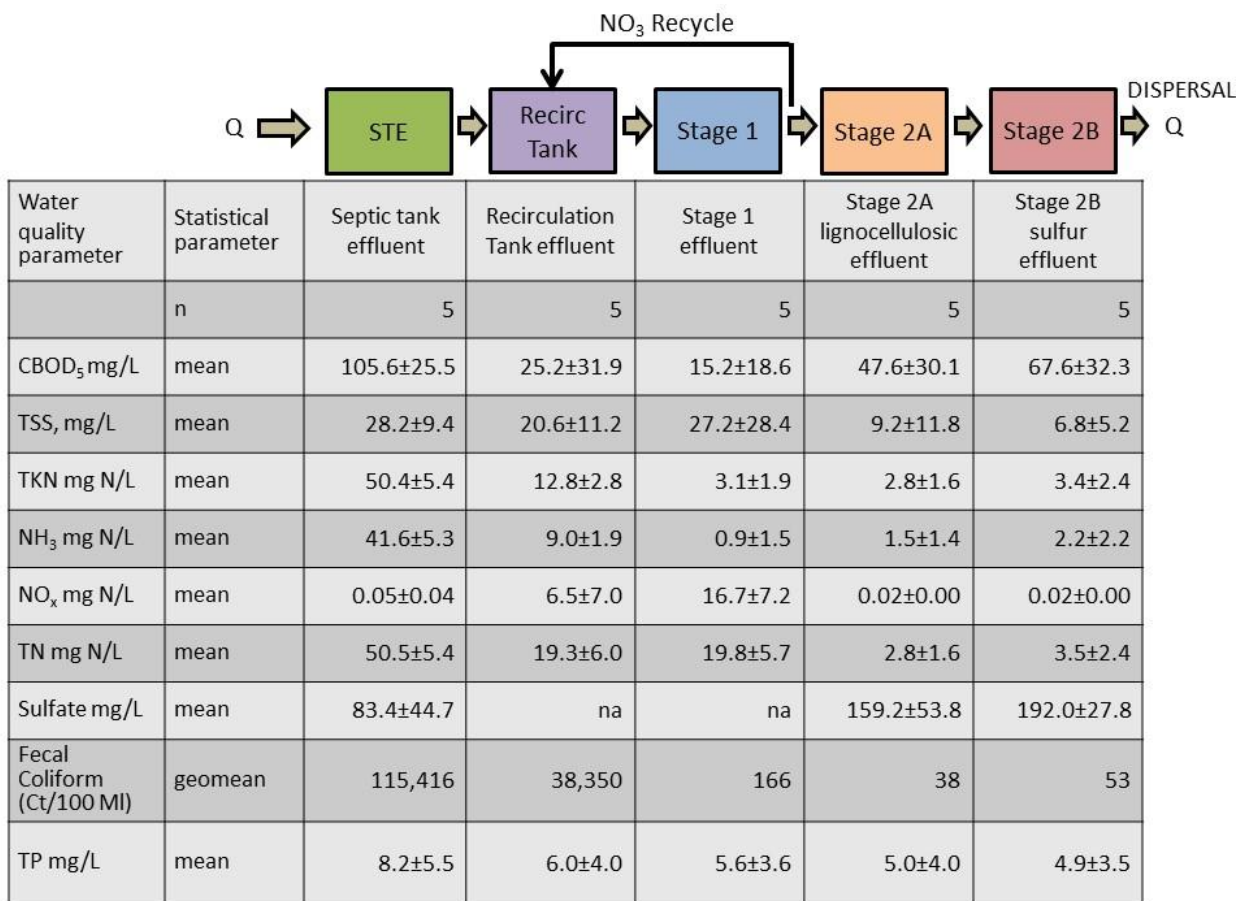 NO₃ Recycle
DISPERSAL
Q
STE
Recirc
Tank
Stage 1
Stage 2A
Stage 2B
Q
Water
quality
parameter
Statistical
parameter
Septic tank
effluent
Recirculation
Tank effluent
Stage 1
effluent
Stage 2A
lignocellulosic
effluent
Stage 2B
sulfur
effluent
n 5 5 5 5 5
CBOD₅ mg/L mean 105.6±25.5 25.2±31.9 15.2±18.6 47.6±30.1 67.6±32.3
TSS, mg/L mean 28.2±9.4 20.6±11.2 27.2±28.4 9.2±11.8 6.8±5.2
TKN mg N/L mean 50.4±5.4 12.8±2.8 3.1±1.9 2.8±1.6 3.4±2.4
NH₃ mg N/L mean 41.6±5.3 9.0±1.9 0.9±1.5 1.5±1.4 2.2±2.2
NOₓ mg N/L mean 0.05±0.04 6.5±7.0 16.7±7.2 0.02±0.00 0.02±0.00
TN mg N/L mean 50.5±5.4 19.3±6.0 19.8±5.7 2.8±1.6 3.5±2.4
Sulfate mg/L mean 83.4±44.7 na na 159.2±53.8 192.0±27.8
Fecal
Coliform
(Ct/100 Ml)
geomean 115,416 38,350 166 38 53
TP mg/L mean 8.2±5.5 6.0±4.0 5.6±3.6 5.0±4.0 4.9±3.5